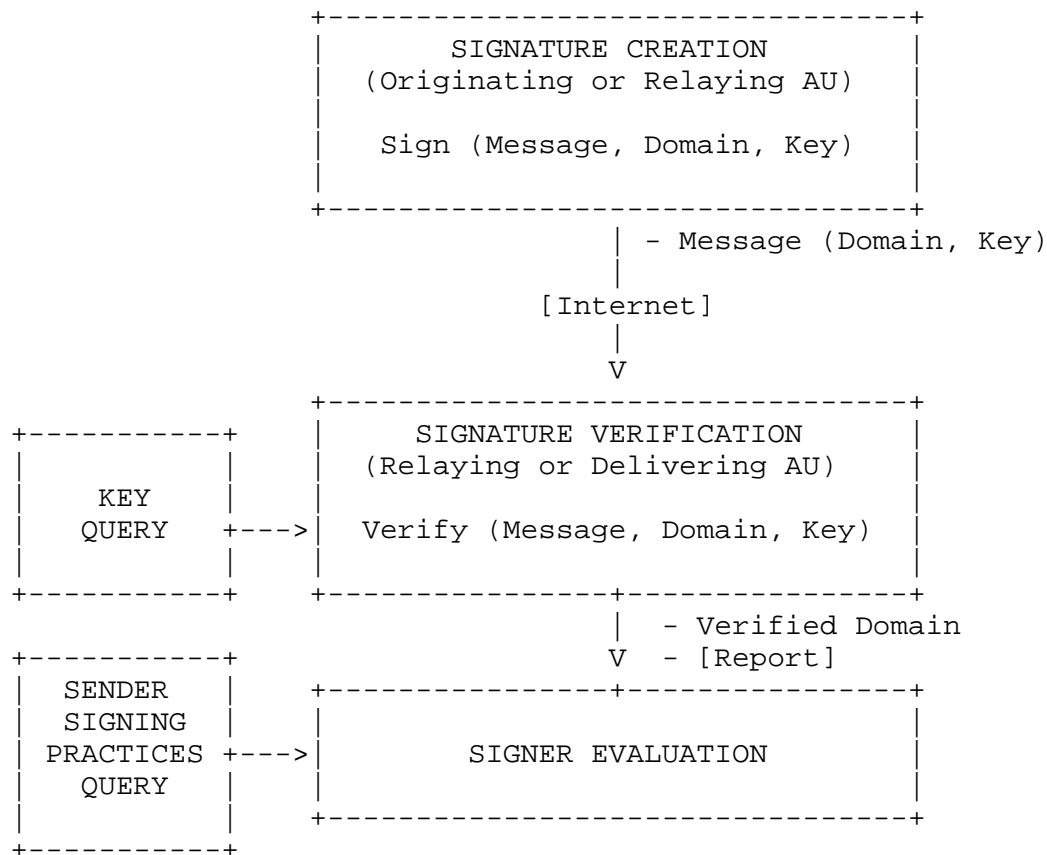 SIGNATURE CREATION
(Originating or Relaying AU)
Sign (Message, Domain, Key)
- Message (Domain, Key)
[Internet]
V
SIGNATURE VERIFICATION
(Relaying or Delivering AU)
KEY
QUERY
Verify (Message, Domain, Key)
- Verified Domain
V - [Report]
SENDER
SIGNING
PRACTICES
QUERY
SIGNER EVALUATION